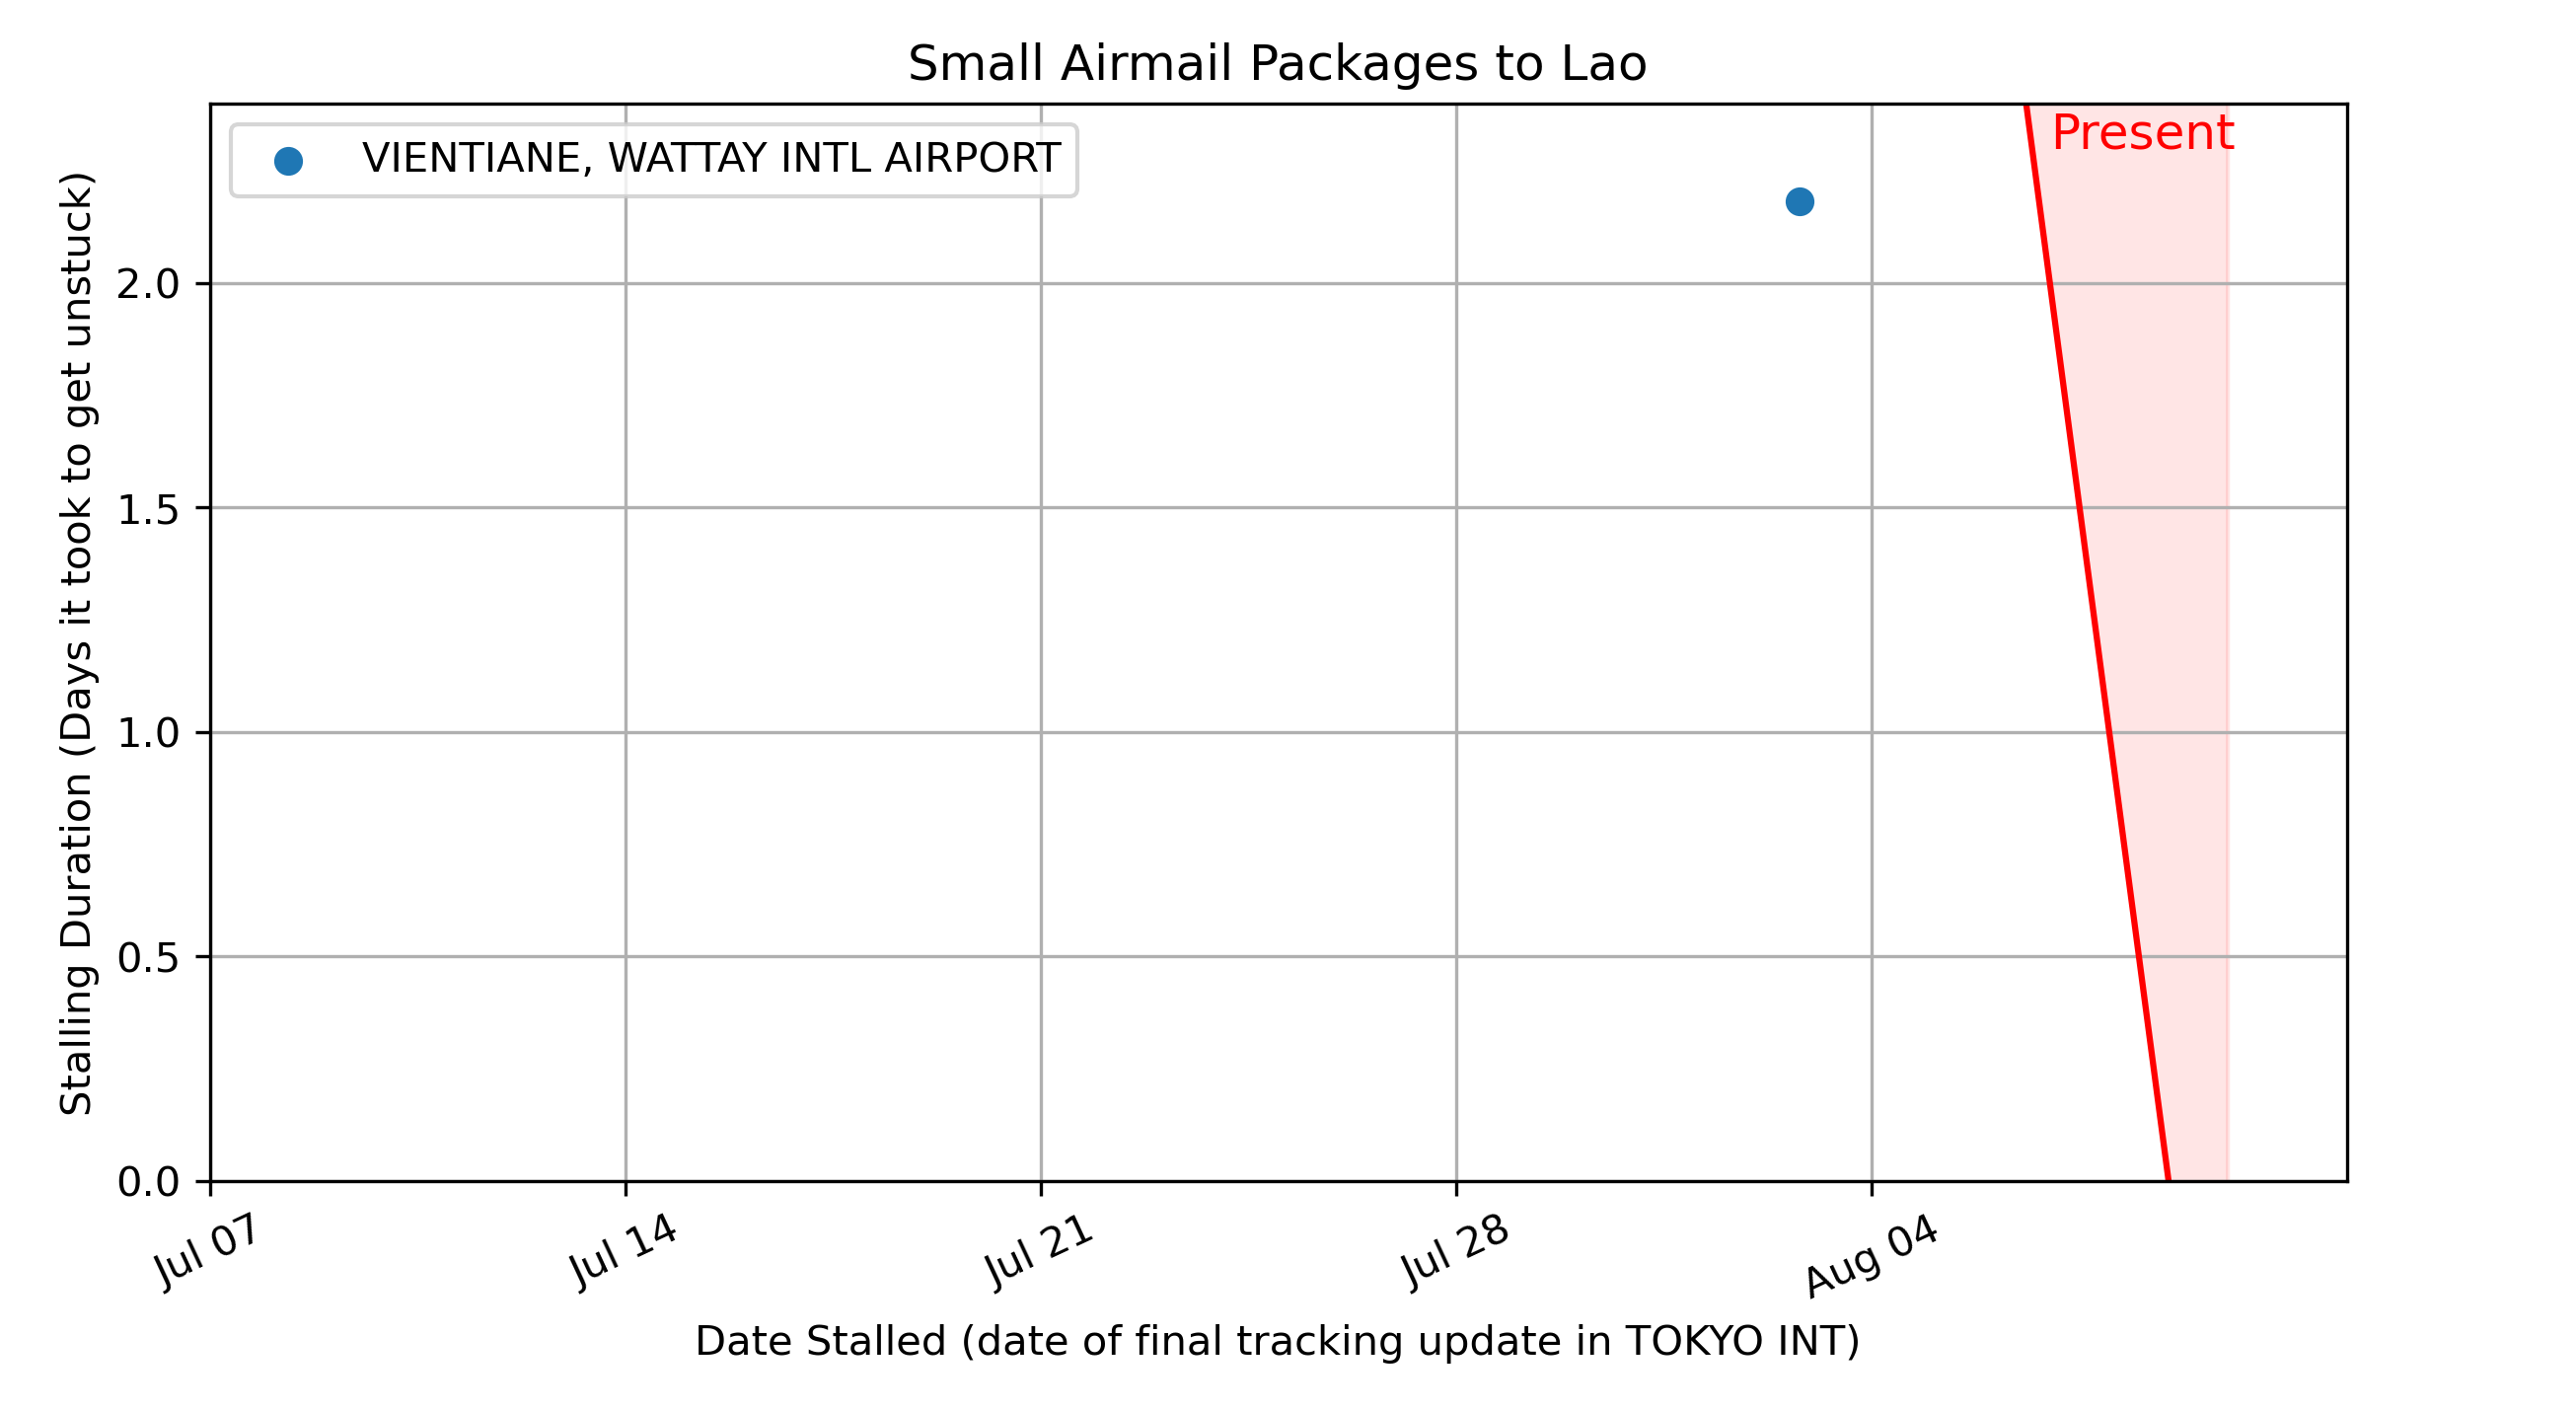 Small Airmail Packages to Lao
VIENTIANE, WATTAY INTL AIRPORT
Present
Stalling Duration (Days it took to get unstuck)
2.0
1.5
1.0
0.5
0.0
Jul 07
Jul 14
Jul 21
Jul 28
Aug 04
Date Stalled (date of final tracking update in TOKYO INT)